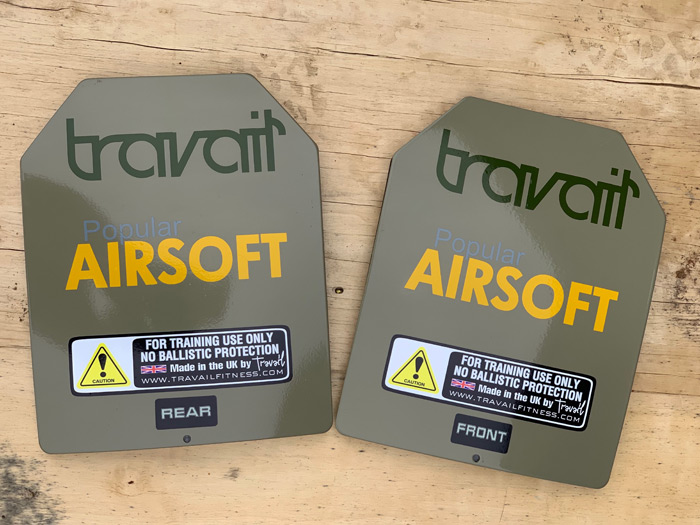 travail
Popular
AIRSOFT
CAUTION
FOR TRAINING USE ONLY
NO BALLISTIC PROTECTION
Made in the UK by Travail
WWW.TRAVAILFITNESS.COM
REAR
travail
Popular
AIRSOFT
CAUTION
FOR TRAINING USE ONLY
NO BALLISTIC PROTECTION
Made in the UK by Travail
WWW.TRAVAILFITNESS.COM
FRONT